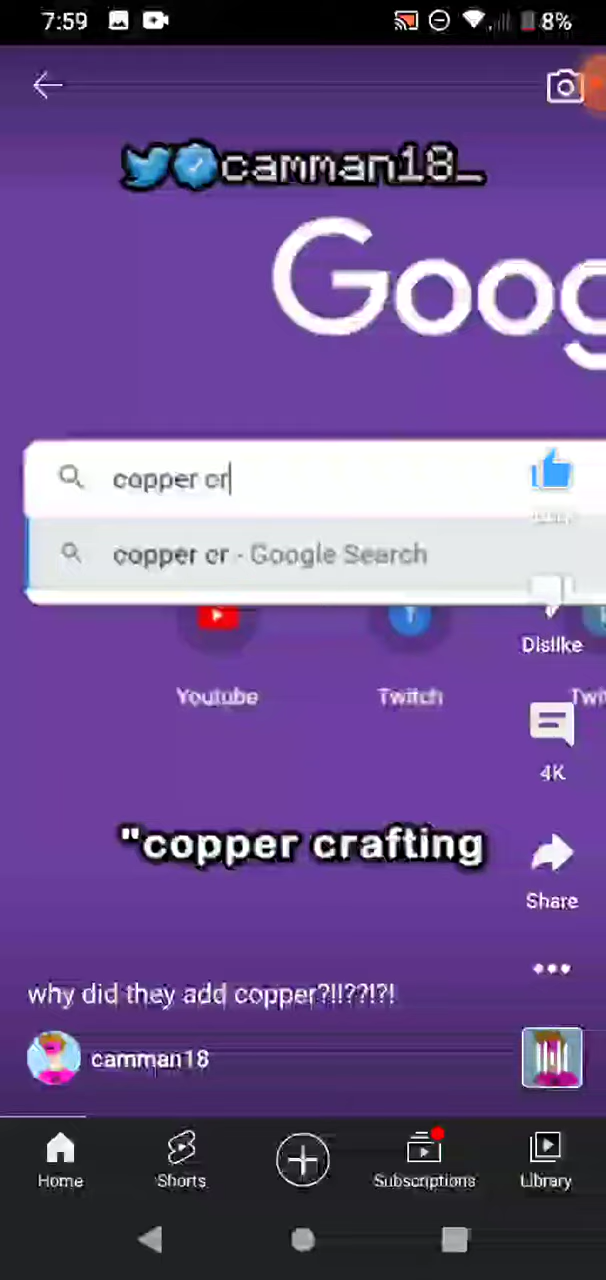 7:59
8%
camman18_
Goog
copper cr
copper cr - Google Search
Dislike
Youtube
Twitch
Twi
4K
"copper crafting
Share
why did they add copper?!!??!?!
camman18
Home
Shorts
Subscriptions
Library